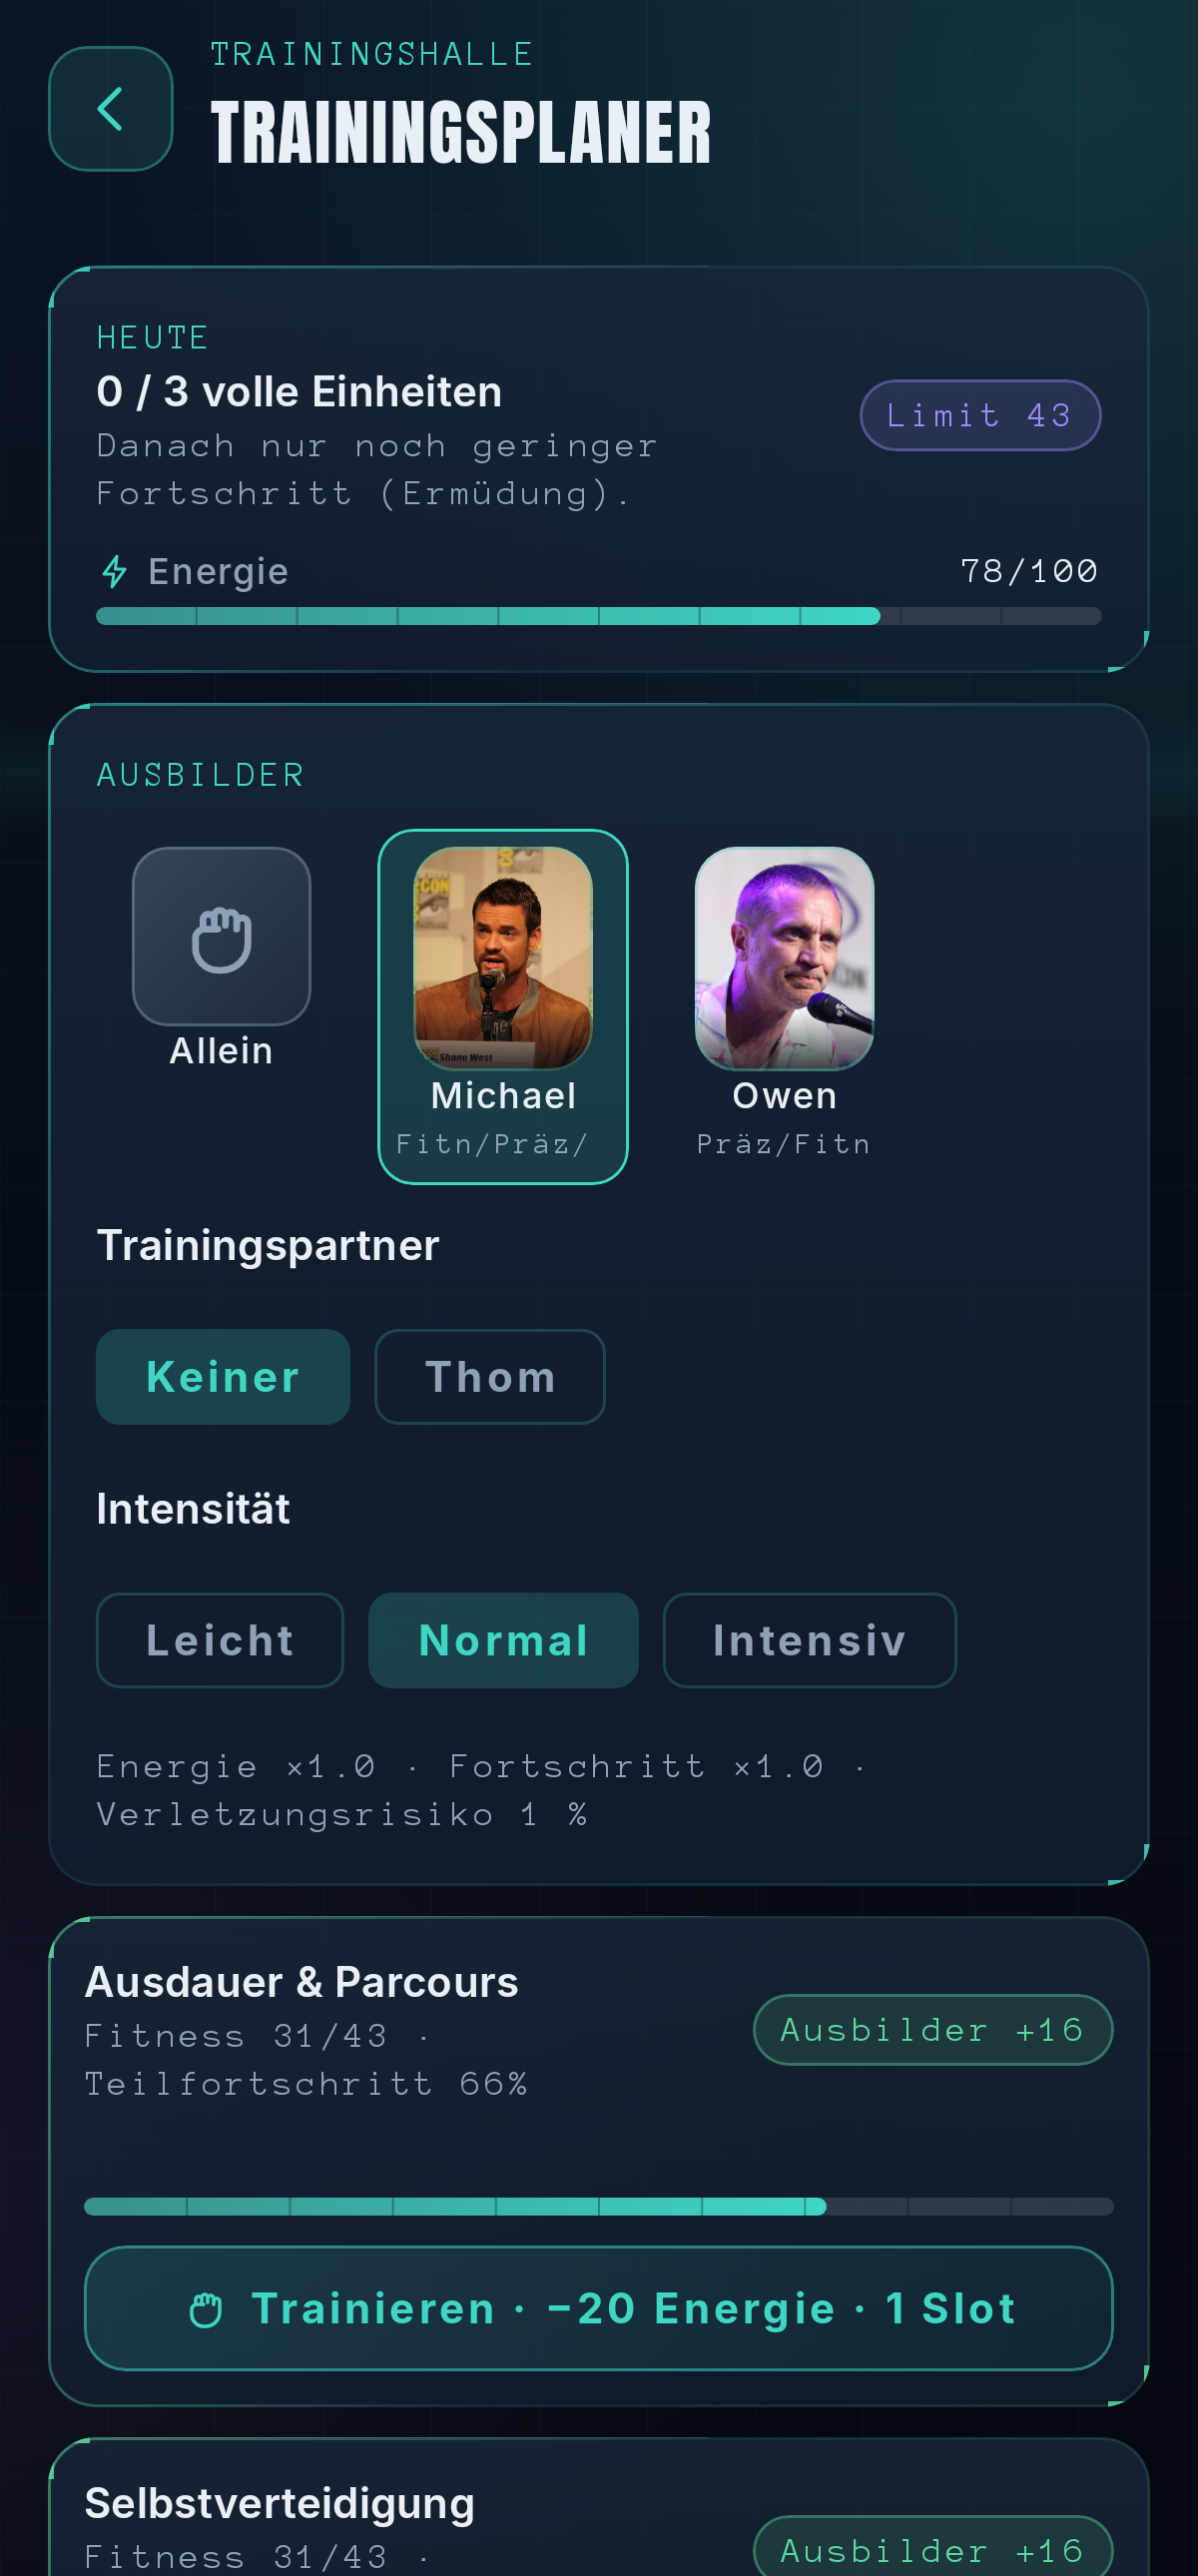 TRAININGSHALLE
TRAININGSPLANER
HEUTE
0 / 3 volle Einheiten
Danach nur noch geringer
Fortschritt (Ermüdung).
Limit 43
Energie
78/100
AUSBILDER
CON
Shane West
Allein
Michael
Owen
Fitn/Präz/
Präz/Fitn
Trainingspartner
Keiner
Thom
Intensität
Leicht
Normal
Intensiv
Energie ×1.0 · Fortschritt ×1.0 ·
Verletzungsrisiko 1 %
Ausdauer & Parcours
Fitness 31/43 ·
Teilfortschritt 66%
Ausbilder +16
Trainieren · −20 Energie · 1 Slot
Selbstverteidigung
Fitness 31/43 ·
Ausbilder +16